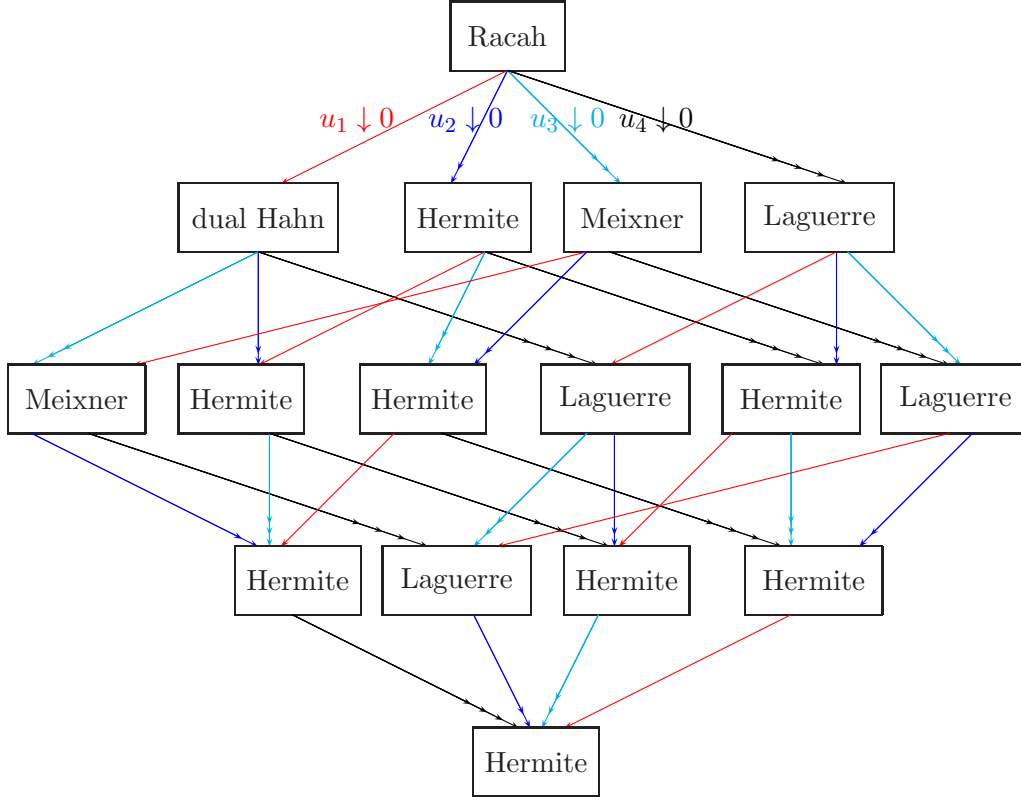 Racah
u₁ ↓ 0 u₂ ↓ 0 u₃ ↓ 0 u₄ ↓ 0
dual Hahn Hermite Meixner Laguerre
Meixner Hermite Hermite Laguerre Hermite Laguerre
Hermite Laguerre Hermite Hermite
Hermite